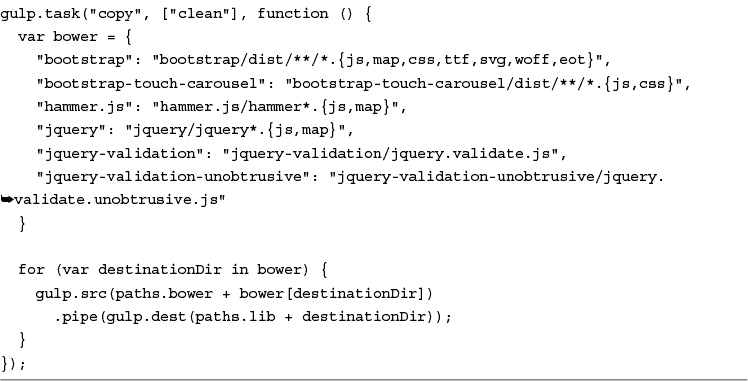 gulp.task("copy", ["clean"], function () {
  var bower = {
    "bootstrap": "bootstrap/dist/**/*.{js,map,css,ttf,svg,woff,eot}",
    "bootstrap-touch-carousel": "bootstrap-touch-carousel/dist/**/*.{js,css}",
    "hammer.js": "hammer.js/hammer*.{js,map}",
    "jquery": "jquery/jquery*.{js,map}",
    "jquery-validation": "jquery-validation/jquery.validate.js",
    "jquery-validation-unobtrusive": "jquery-validation-unobtrusive/jquery.
➥validate.unobtrusive.js"
  }

  for (var destinationDir in bower) {
    gulp.src(paths.bower + bower[destinationDir])
      .pipe(gulp.dest(paths.lib + destinationDir));
  }
});